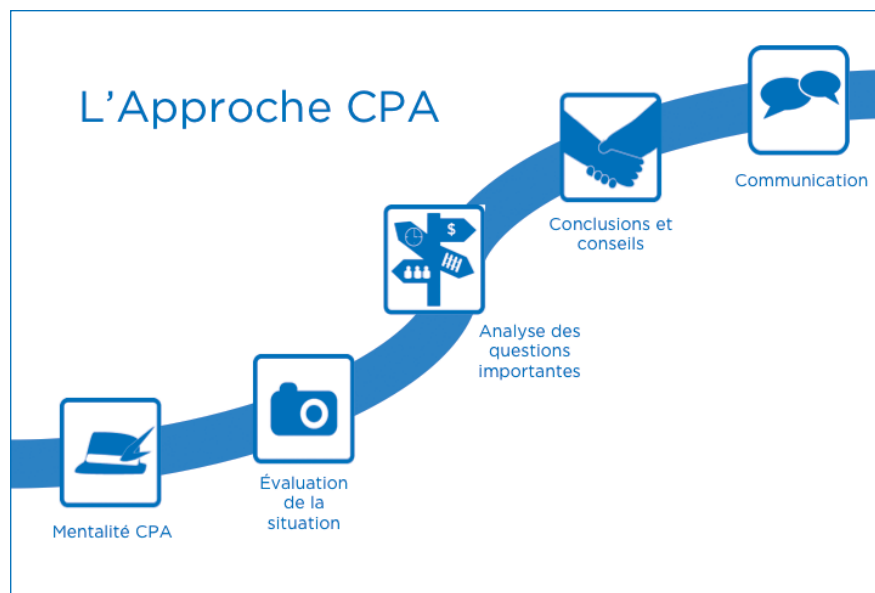 L'Approche CPA
Mentalité CPA
Évaluation
de la
situation
$
Analyse des
questions
importantes
Conclusions et
conseils
Communication